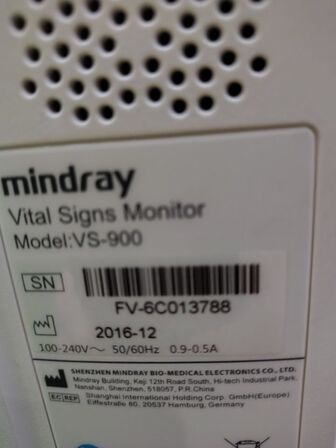 mindray
Vital Signs Monitor
Model:VS-900
SN
FV-6C013788
2016-12
100-240V~ 50/60Hz 0.9-0.5A
SHENZHEN MINDRAY BIO-MEDICAL ELECTRONICS CO., LTD.
Mindray Building, Keji 12th Road South, Hi-tech Industrial Park,
Nanshan, Shenzhen, 518057, P.R.China
EC REP Shanghai International Holding Corp. GmbH(Europe)
Eiffestraße 80, 20537 Hamburg, Germany